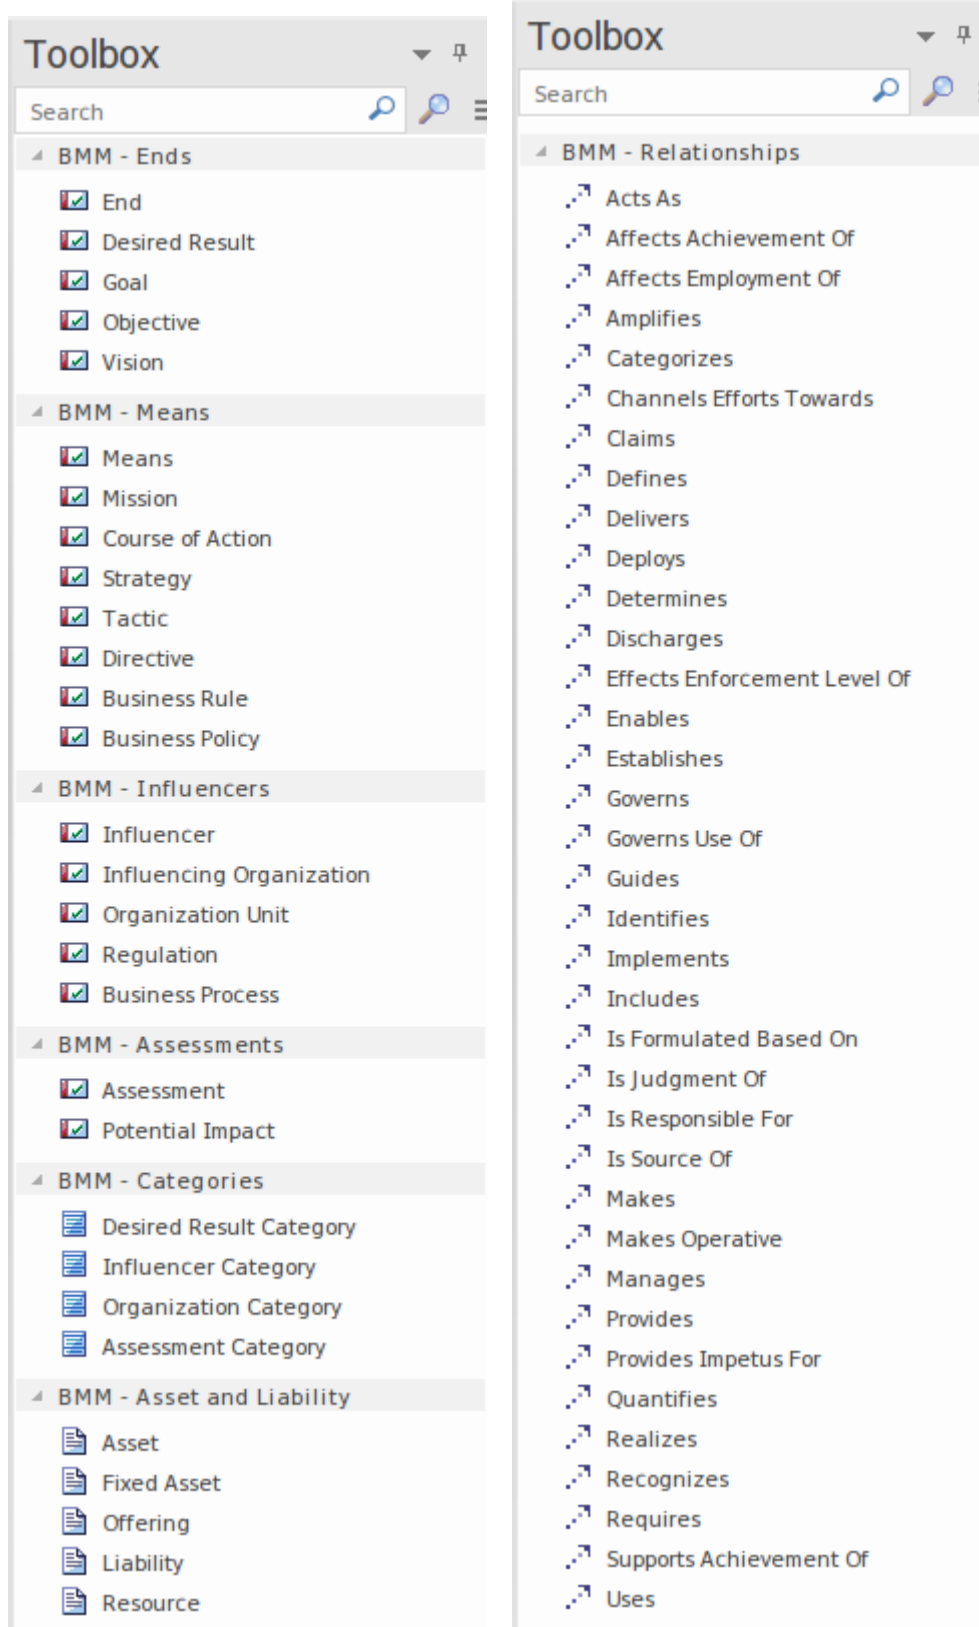 Toolbox
Search
BMM - Ends
End
Desired Result
Goal
Objective
Vision
BMM - Means
Means
Mission
Course of Action
Strategy
Tactic
Directive
Business Rule
Business Policy
BMM - Influencers
Influencer
Influencing Organization
Organization Unit
Regulation
Business Process
BMM - Assessments
Assessment
Potential Impact
BMM - Categories
Desired Result Category
Influencer Category
Organization Category
Assessment Category
BMM - Asset and Liability
Asset
Fixed Asset
Offering
Liability
Resource
Toolbox
Search
BMM - Relationships
Acts As
Affects Achievement Of
Affects Employment Of
Amplifies
Categorizes
Channels Efforts Towards
Claims
Defines
Delivers
Deploys
Determines
Discharges
Effects Enforcement Level Of
Enables
Establishes
Governs
Governs Use Of
Guides
Identifies
Implements
Includes
Is Formulated Based On
Is Judgment Of
Is Responsible For
Is Source Of
Makes
Makes Operative
Manages
Provides
Provides Impetus For
Quantifies
Realizes
Recognizes
Requires
Supports Achievement Of
Uses